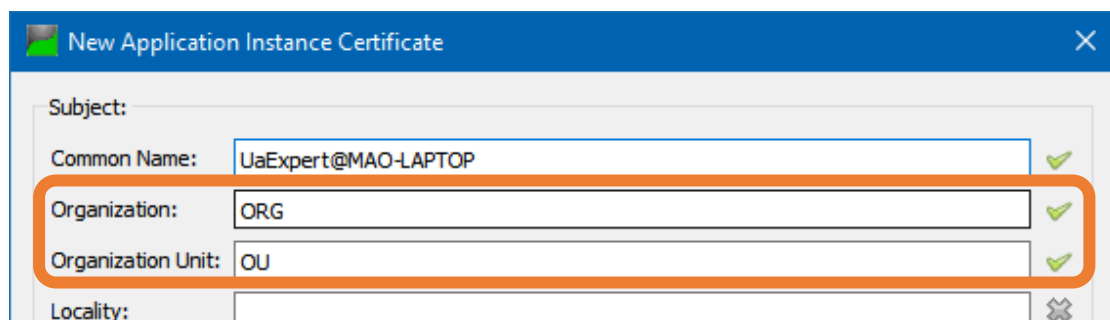 New Application Instance Certificate
Subject:
Common Name: UaExpert@MAO-LAPTOP
Organization: ORG
Organization Unit: OU
Locality: